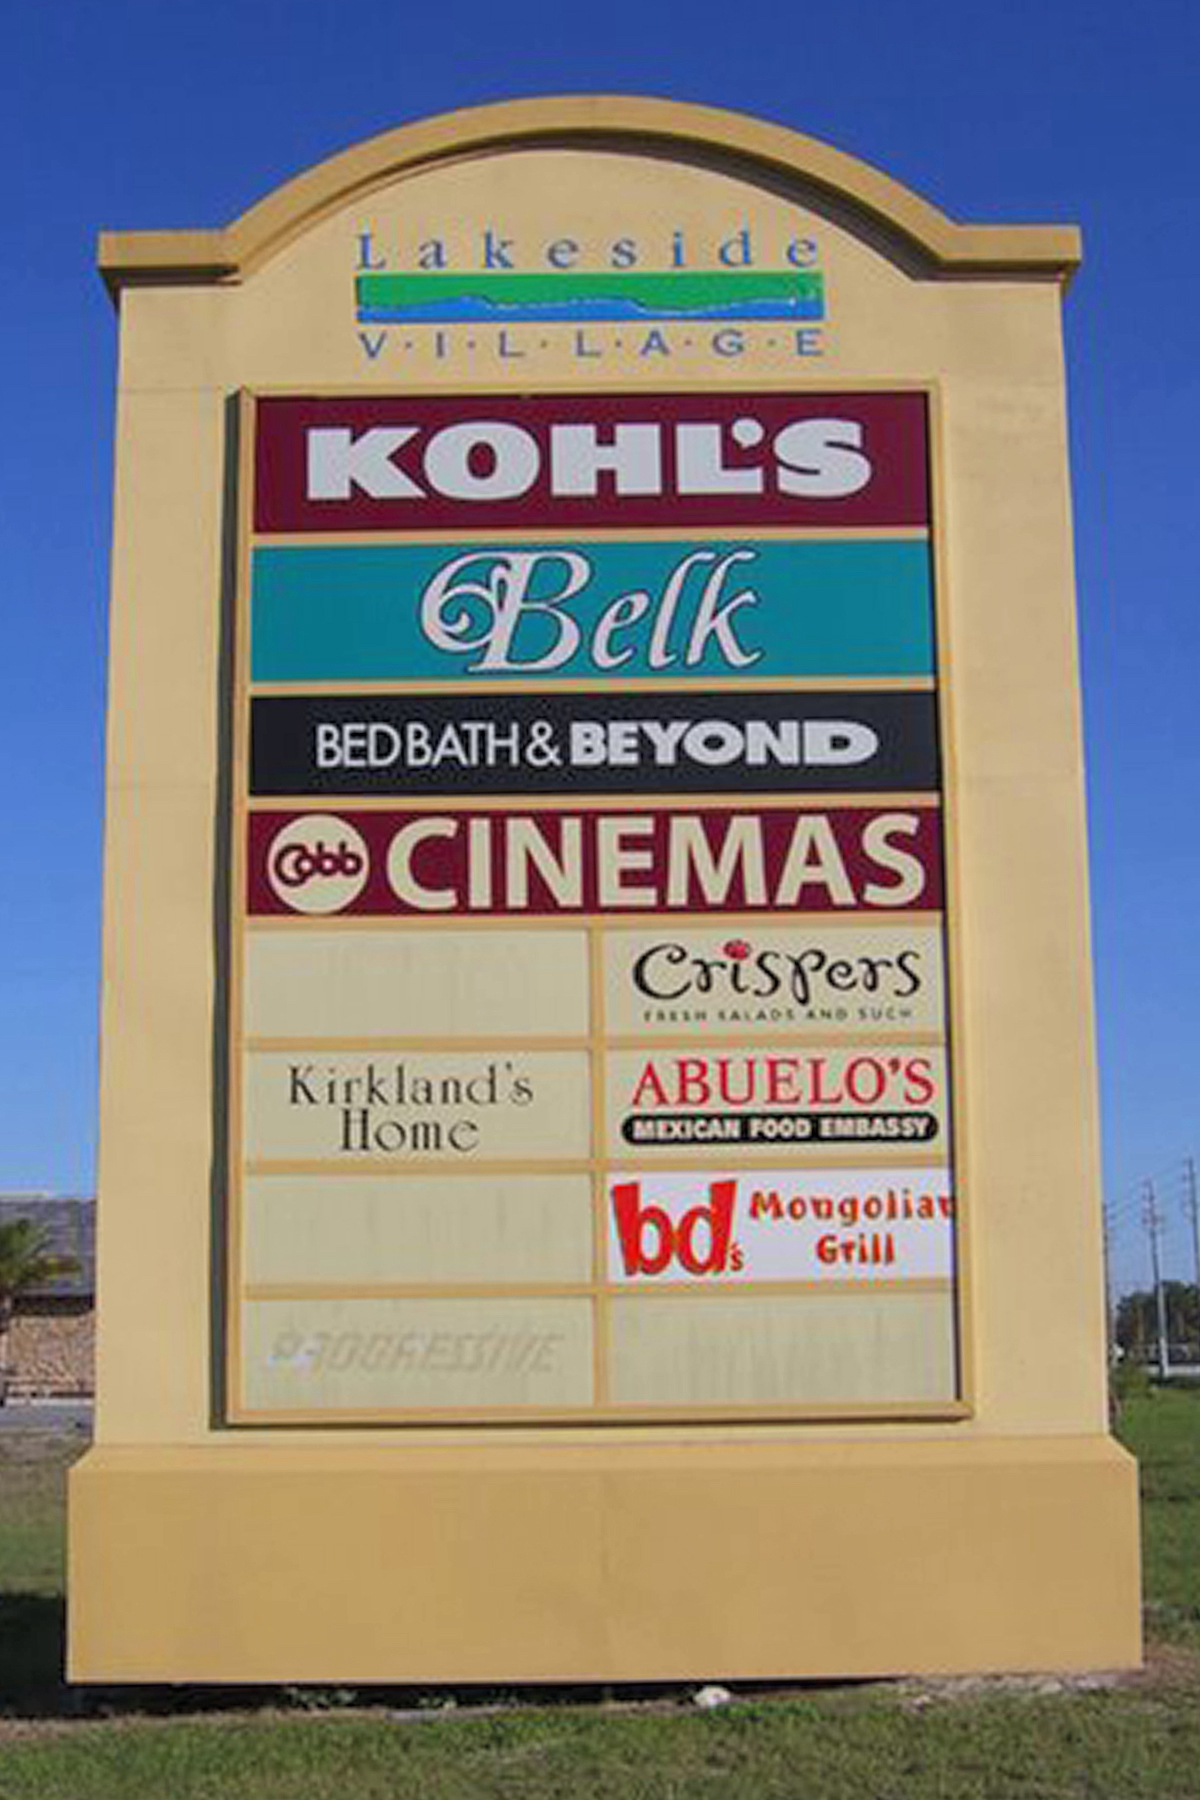 Lakeside
V·I·L·L·A·G·E
KOHL'S
Belk
BED BATH & BEYOND
Cobb CINEMAS
Crispers
FRESH SALADS AND SUCH
Kirkland's
Home
ABUELO'S
MEXICAN FOOD EMBASSY
bd's Mongolian
Grill
PROGRESSIVE